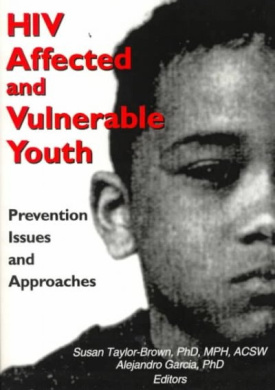 HIV
Affected
and
Vulnerable
Youth
Prevention
Issues
and
Approaches
Susan Taylor-Brown, PhD, MPH, ACSW
Alejandro Garcia, PhD
Editors